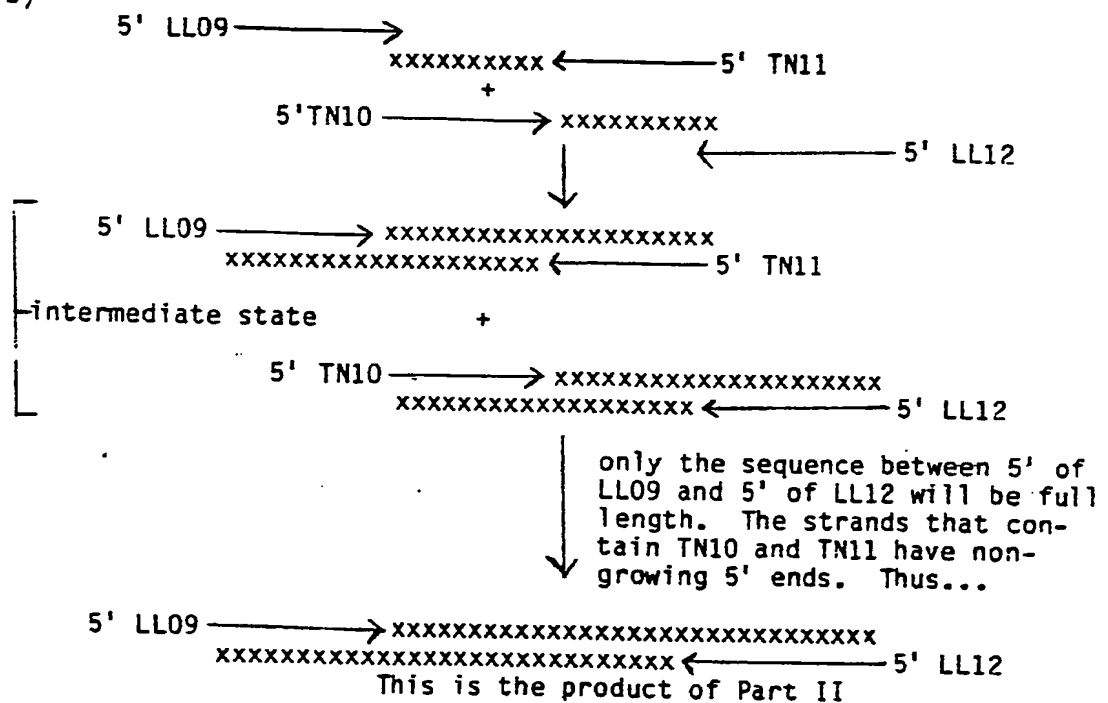 5' LL09
xxxxxxxxxx 5' TN11
+
5'TN10 xxxxxxxxxx
5' LL12
5' LL09 xxxxxxxxxxxxxxxxxxxxx
xxxxxxxxxxxxxxxxxxxx 5' TN11
intermediate state +
5' TN10 xxxxxxxxxxxxxxxxxxxxx
xxxxxxxxxxxxxxxxxxx 5' LL12
only the sequence between 5' of
LL09 and 5' of LL12 will be full
length. The strands that con-
tain TN10 and TN11 have non-
growing 5' ends. Thus...
5' LL09 xxxxxxxxxxxxxxxxxxxxxxxxxxxxxxx
xxxxxxxxxxxxxxxxxxxxxxxxxxxxx 5' LL12
This is the product of Part II